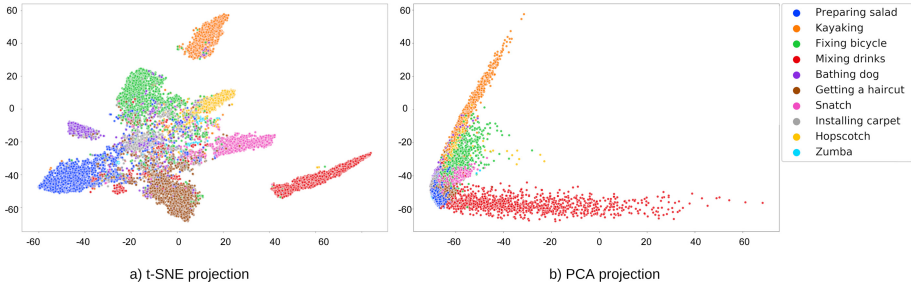 60
40
20
0
-20
-40
-60
-60
-40
-20
0
20
40
60
a) t-SNE projection
60
40
20
0
-20
-40
-60
-60
-40
-20
0
20
40
60
b) PCA projection
Preparing salad
Kayaking
Fixing bicycle
Mixing drinks
Bathing dog
Getting a haircut
Snatch
Installing carpet
Hopscotch
Zumba